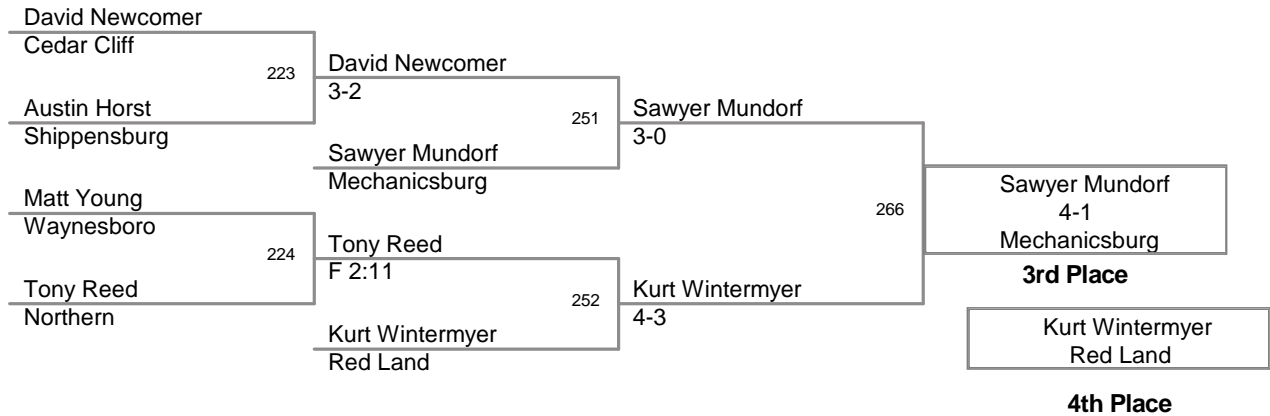 David Newcomer
Cedar Cliff
223
David Newcomer
3-2
Austin Horst
Shippensburg
251
Sawyer Mundorf
3-0
Sawyer Mundorf
Mechanicsburg
Matt Young
Waynesboro
266
Sawyer Mundorf
4-1
Mechanicsburg
224
Tony Reed
F 2:11
3rd Place
Tony Reed
Northern
252
Kurt Wintermyer
4-3
Kurt Wintermyer
Red Land
Kurt Wintermyer
Red Land
4th Place